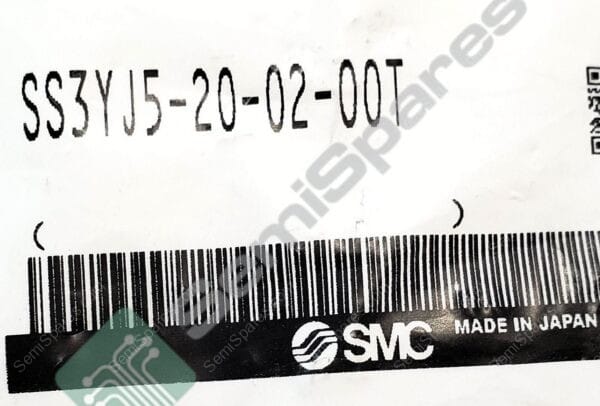 SS3YJ5-20-02-00T
( )
SMC MADE IN JAPAN
SemiSpares